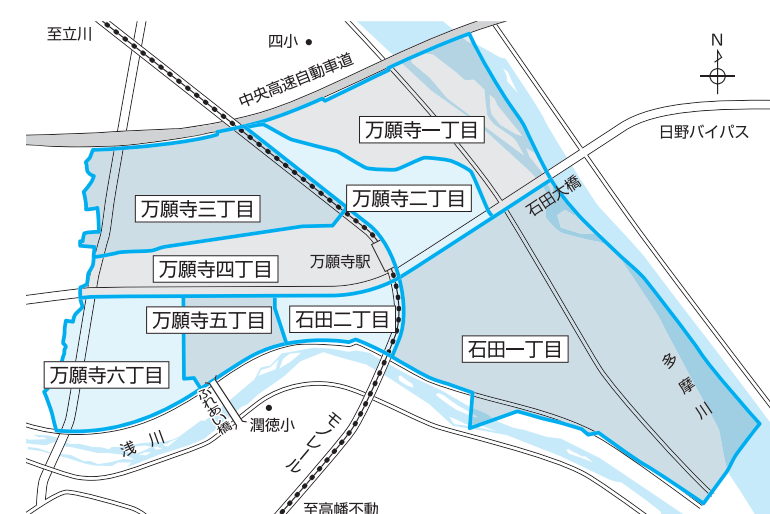 至立川
四小
N
中央高速自動車道
万願寺一丁目
日野バイパス
万願寺二丁目
石田大橋
万願寺三丁目
万願寺駅
万願寺四丁目
万願寺五丁目
石田二丁目
石田一丁目
万願寺六丁目
多摩川
ふれあい橋
潤徳小
浅川
モノレール
至高幡不動